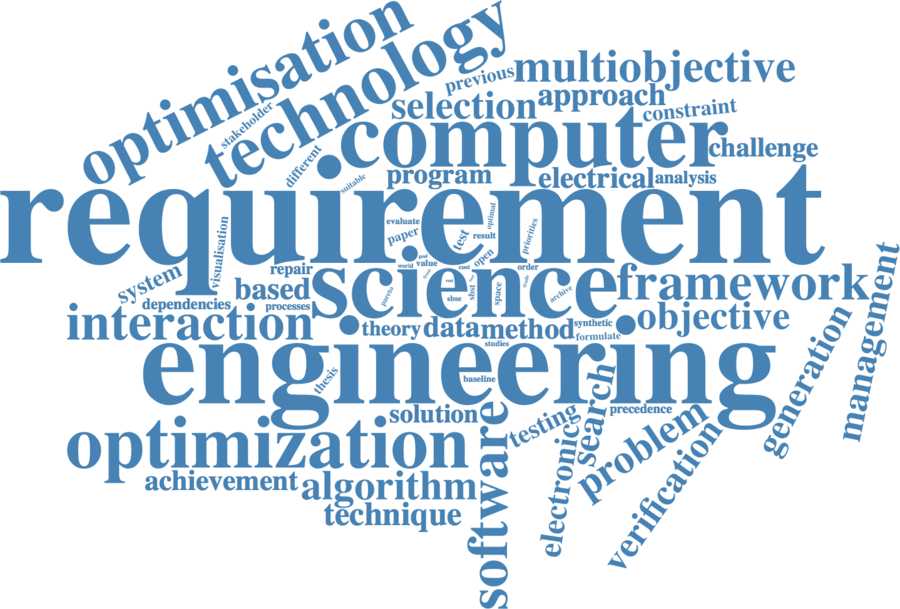 optimisation
technology
stakeholder
previous
multiobjective
selection
approach
constraint
computer
challenge
different
suitable
program
electrical
analysis
requirement
evaluate
paper
test
result
optimal
priorities
open
visualisation
system
repair
world
goal
value
cost
order
dependencies
based
processes
pareto
science
real
sbse
sbst
space
archive
framework
management
interaction
theory
data
method
synthetic
formulate
objective
studies
engineering
thesis
baseline
generation
solution
software
testing
search
precedence
optimization
electronics
problem
verification
achievement
algorithm
technique